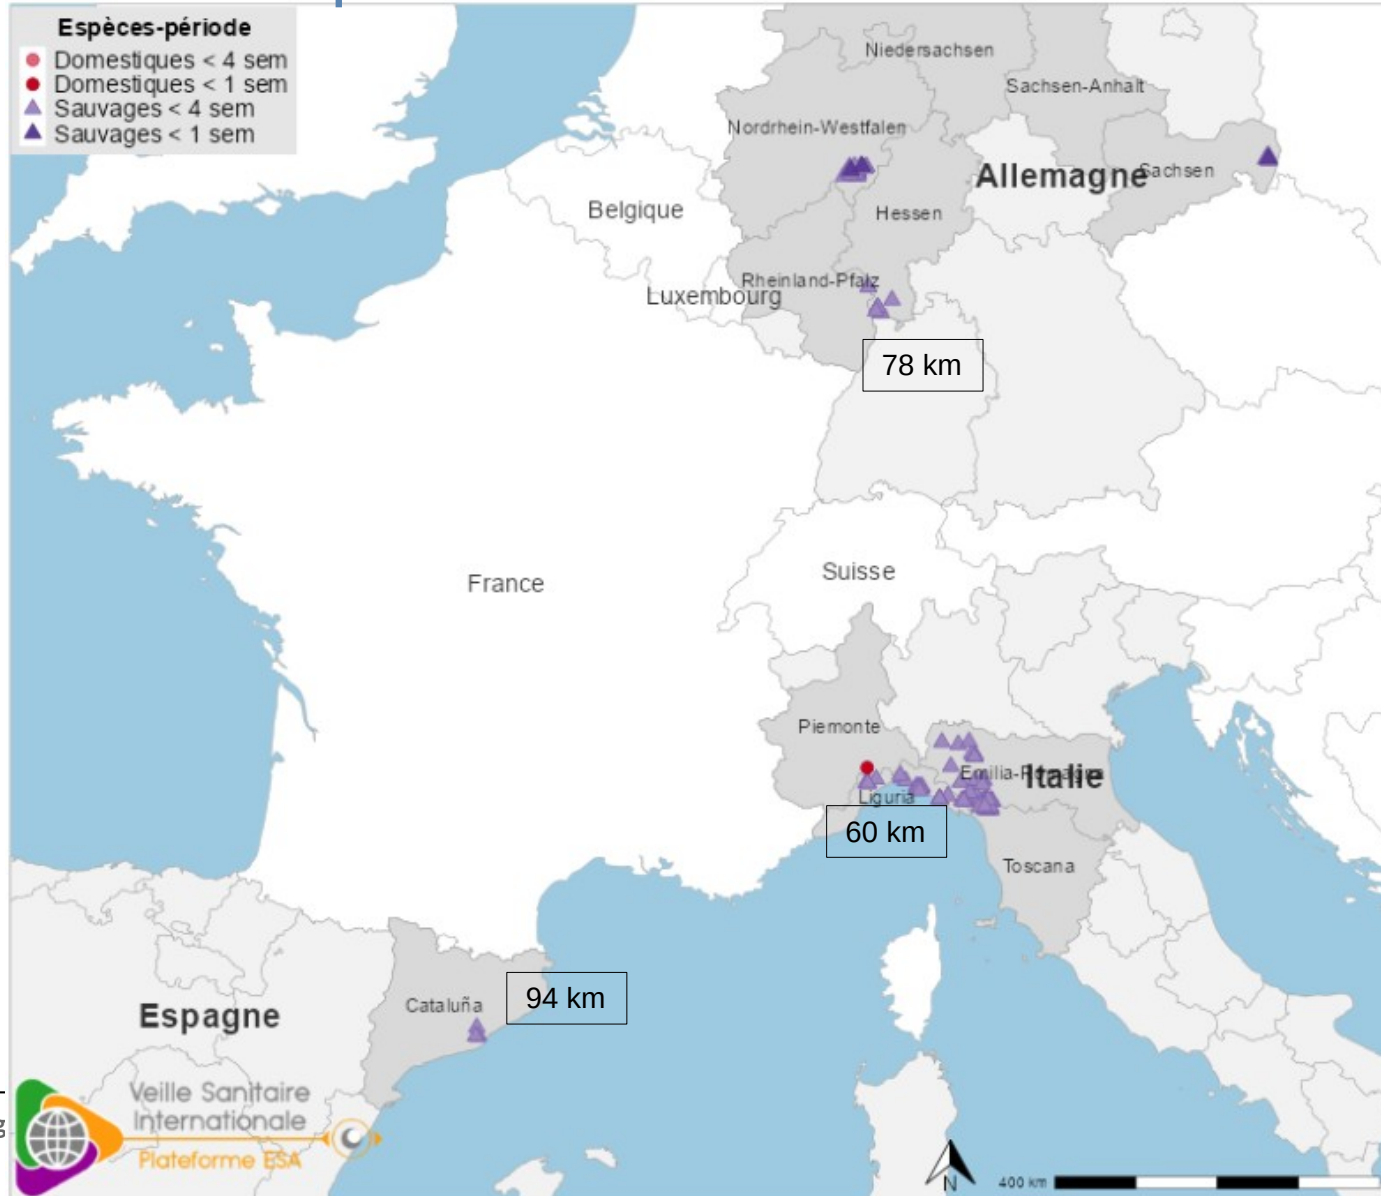 Espèces-période
Domestiques < 4 sem
Domestiques < 1 sem
Sauvages < 4 sem
Sauvages < 1 sem
Niedersachsen
Sachsen-Anhalt
Nordrhein-Westfalen
Allemagne
Sachsen
Belgique
Hessen
Rheinland-Pfalz
Luxembourg
78 km
Suisse
France
Piemonte
Emilia-Romagna
Italie
Liguria
60 km
Toscana
94 km
Cataluña
Espagne
Veille Sanitaire
Internationale
Plateforme ESA
N
400 km